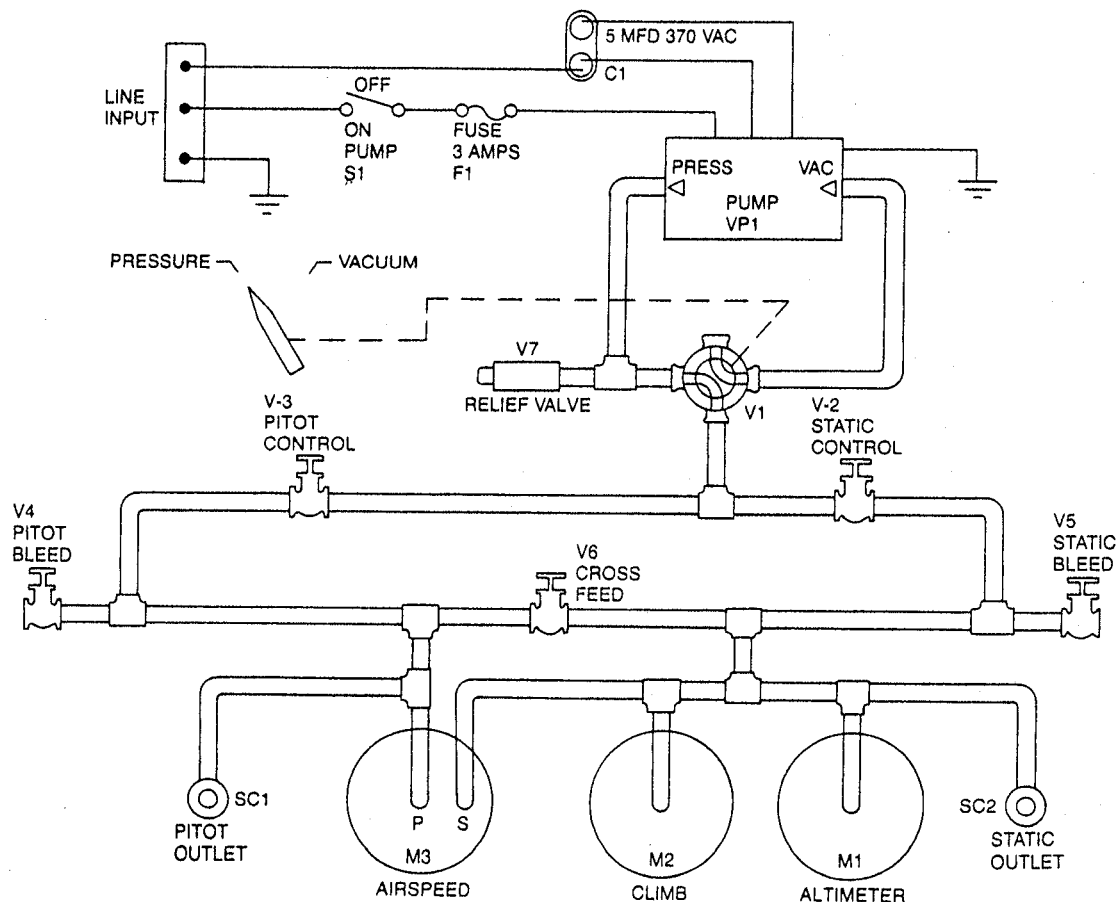 5 MFD 370 VAC
C1
LINE
INPUT
OFF
ON
PUMP
S1
FUSE
3 AMPS
F1
PRESS
VAC
PUMP
VP1
PRESSURE
VACUUM
V7
RELIEF VALVE
V1
V-3
PITOT
CONTROL
V-2
STATIC
CONTROL
V4
PITOT
BLEED
V6
CROSS
FEED
V5
STATIC
BLEED
SC1
PITOT
OUTLET
P
S
M3
AIRSPEED
M2
CLIMB
M1
ALTIMETER
SC2
STATIC
OUTLET